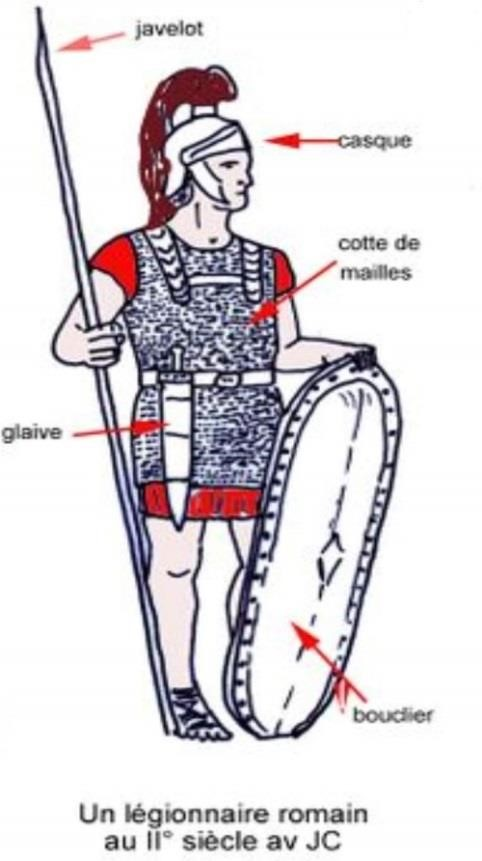 javelot
casque
cotte de
mailles
glaive
bouclier
Un légionnaire romain
au II° siècle av JC